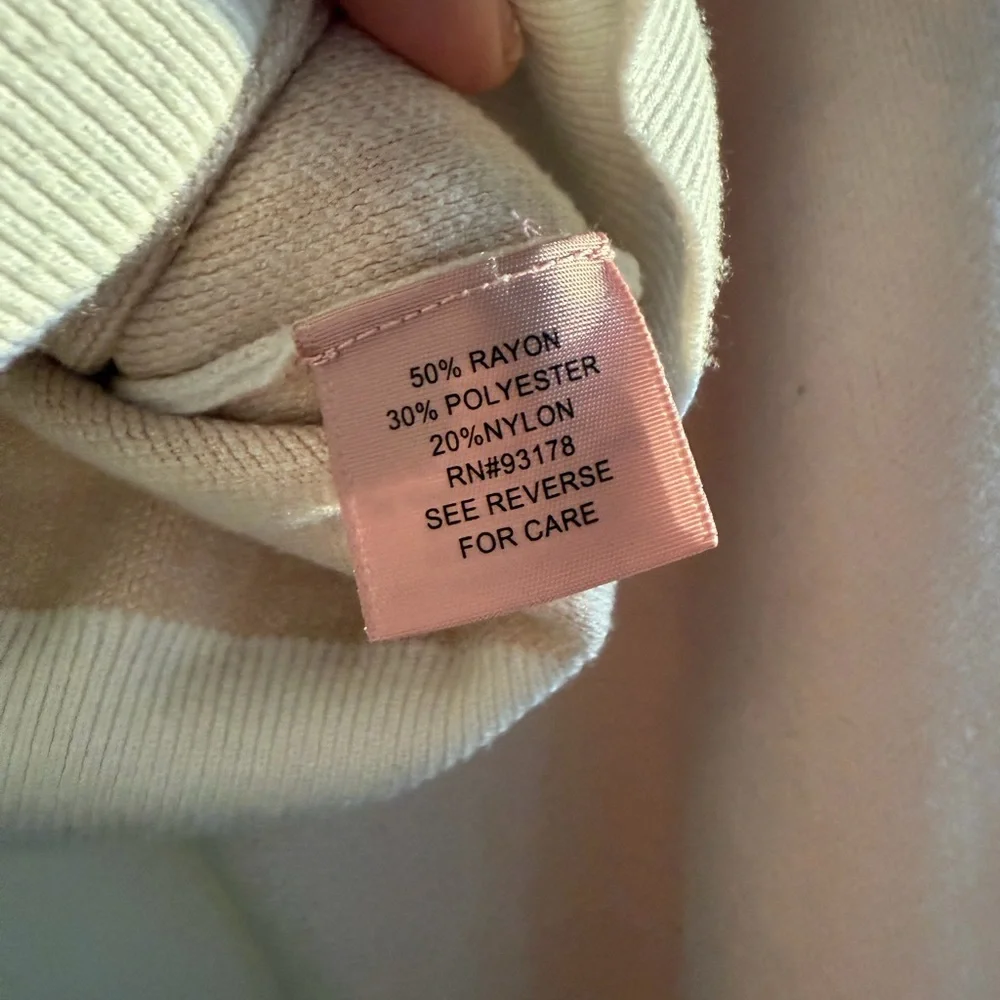 50% RAYON
30% POLYESTER
20%NYLON
RN#93178
SEE REVERSE
FOR CARE